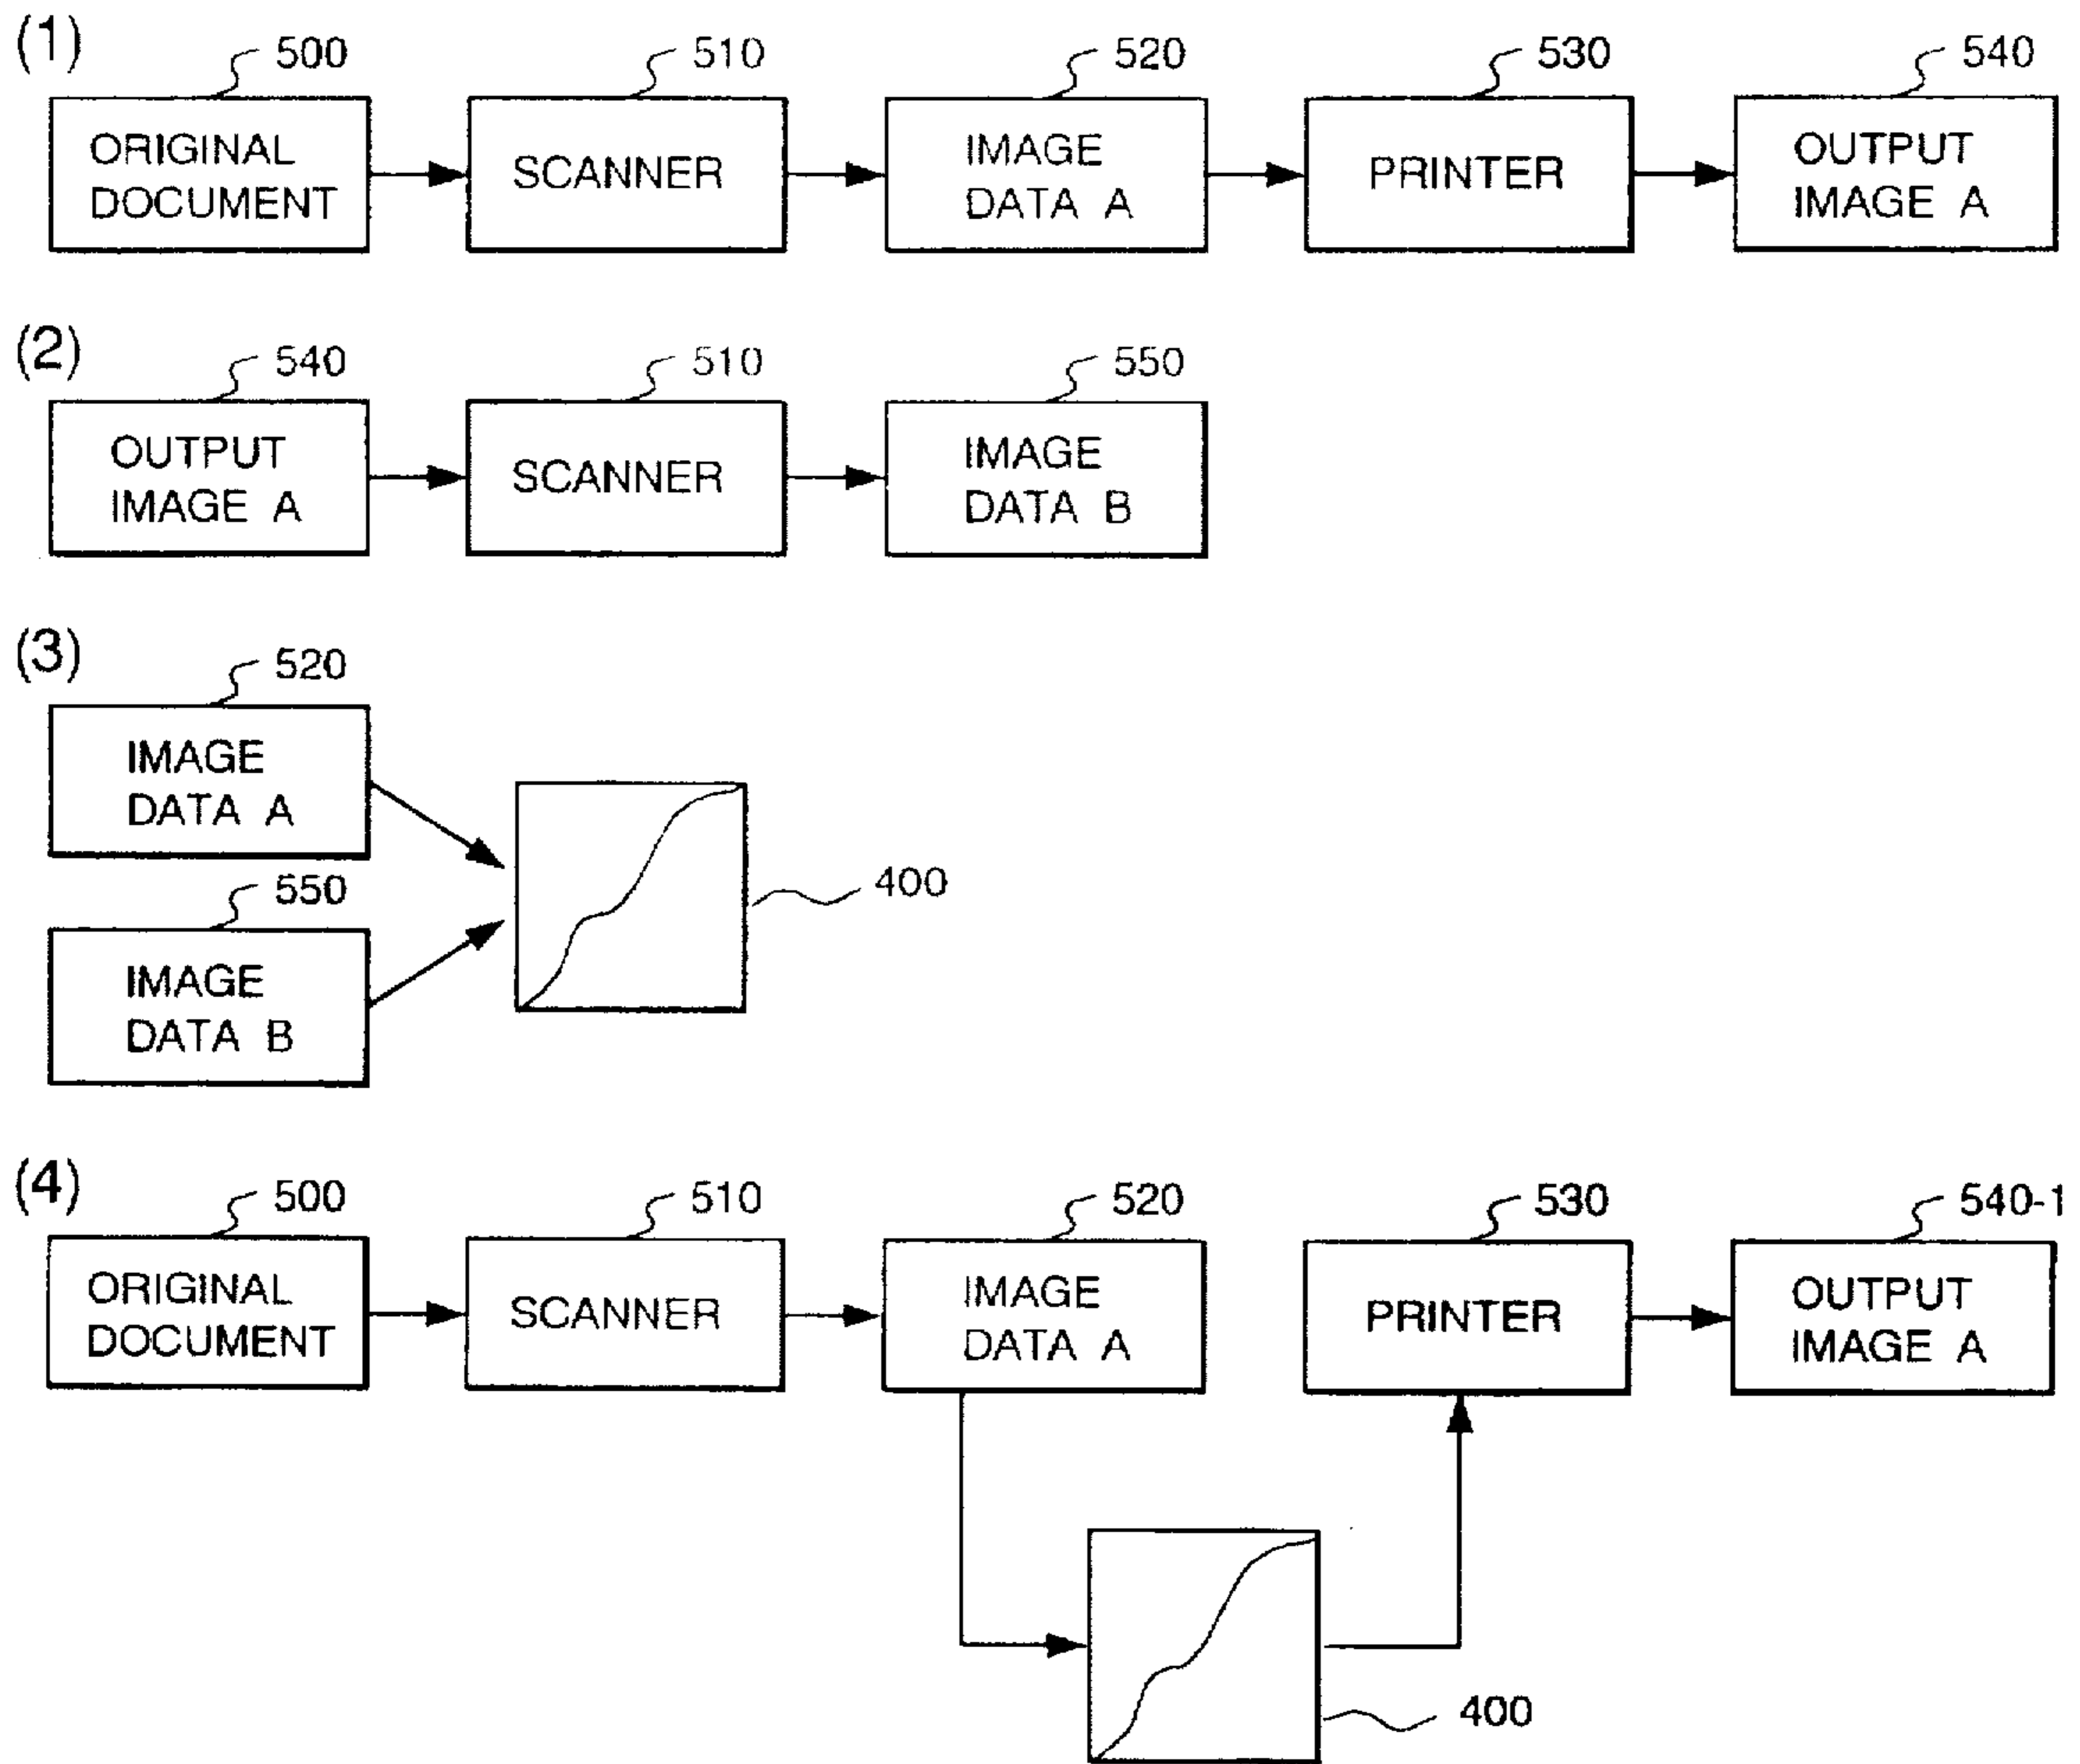 (1)
500
510
520
530
540
ORIGINAL
DOCUMENT
SCANNER
IMAGE
DATA A
PRINTER
OUTPUT
IMAGE A
(2)
540
510
550
OUTPUT
IMAGE A
SCANNER
IMAGE
DATA B
(3)
520
IMAGE
DATA A
550
IMAGE
DATA B
400
(4)
500
510
520
530
540-1
ORIGINAL
DOCUMENT
SCANNER
IMAGE
DATA A
PRINTER
OUTPUT
IMAGE A
400